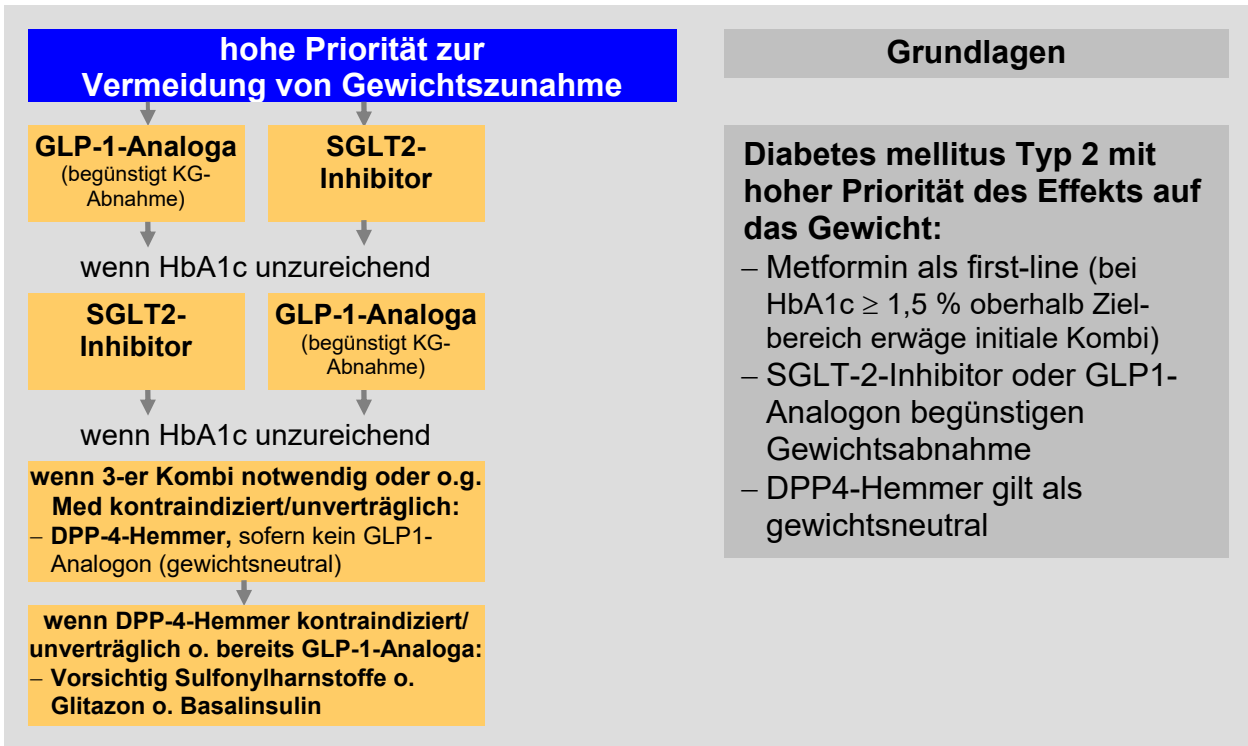 hohe Priorität zur
Vermeidung von Gewichtszunahme
GLP-1-Analoga
(begünstigt KG-
Abnahme)
SGLT2-
Inhibitor
wenn HbA1c unzureichend
SGLT2-
Inhibitor
GLP-1-Analoga
(begünstigt KG-
Abnahme)
wenn HbA1c unzureichend
wenn 3-er Kombi notwendig oder o.g.
Med kontraindiziert/unverträglich:
– DPP-4-Hemmer, sofern kein GLP1-
Analogon (gewichtsneutral)
wenn DPP-4-Hemmer kontraindiziert/
unverträglich o. bereits GLP-1-Analoga:
– Vorsichtig Sulfonylharnstoffe o.
Glitazon o. Basalinsulin
Grundlagen
Diabetes mellitus Typ 2 mit
hoher Priorität des Effekts auf
das Gewicht:
– Metformin als first-line (bei
HbA1c ≥ 1,5 % oberhalb Ziel-
bereich erwäge initiale Kombi)
– SGLT-2-Inhibitor oder GLP1-
Analogon begünstigen
Gewichtsabnahme
– DPP4-Hemmer gilt als
gewichtsneutral